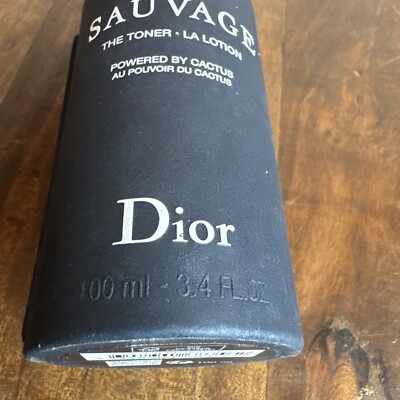 SAUVAGE
THE TONER · LA LOTION
POWERED BY CACTUS
AU POUVOIR DU CACTUS
Dior
100 ml - 3.4 FL.OZ